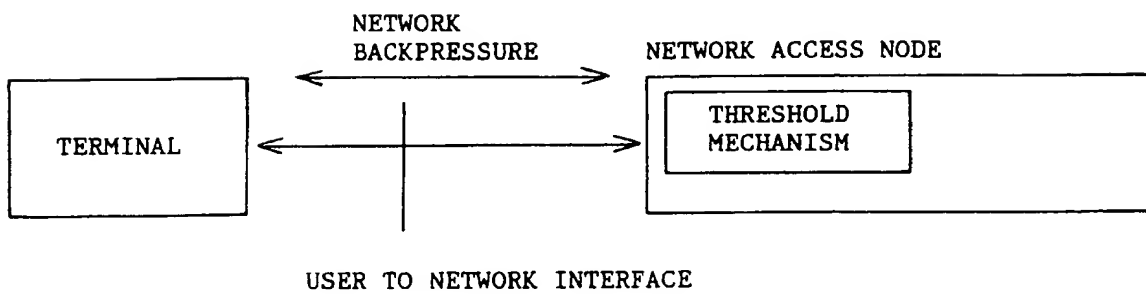 NETWORK
BACKPRESSURE
NETWORK ACCESS NODE
TERMINAL
THRESHOLD
MECHANISM
USER TO NETWORK INTERFACE